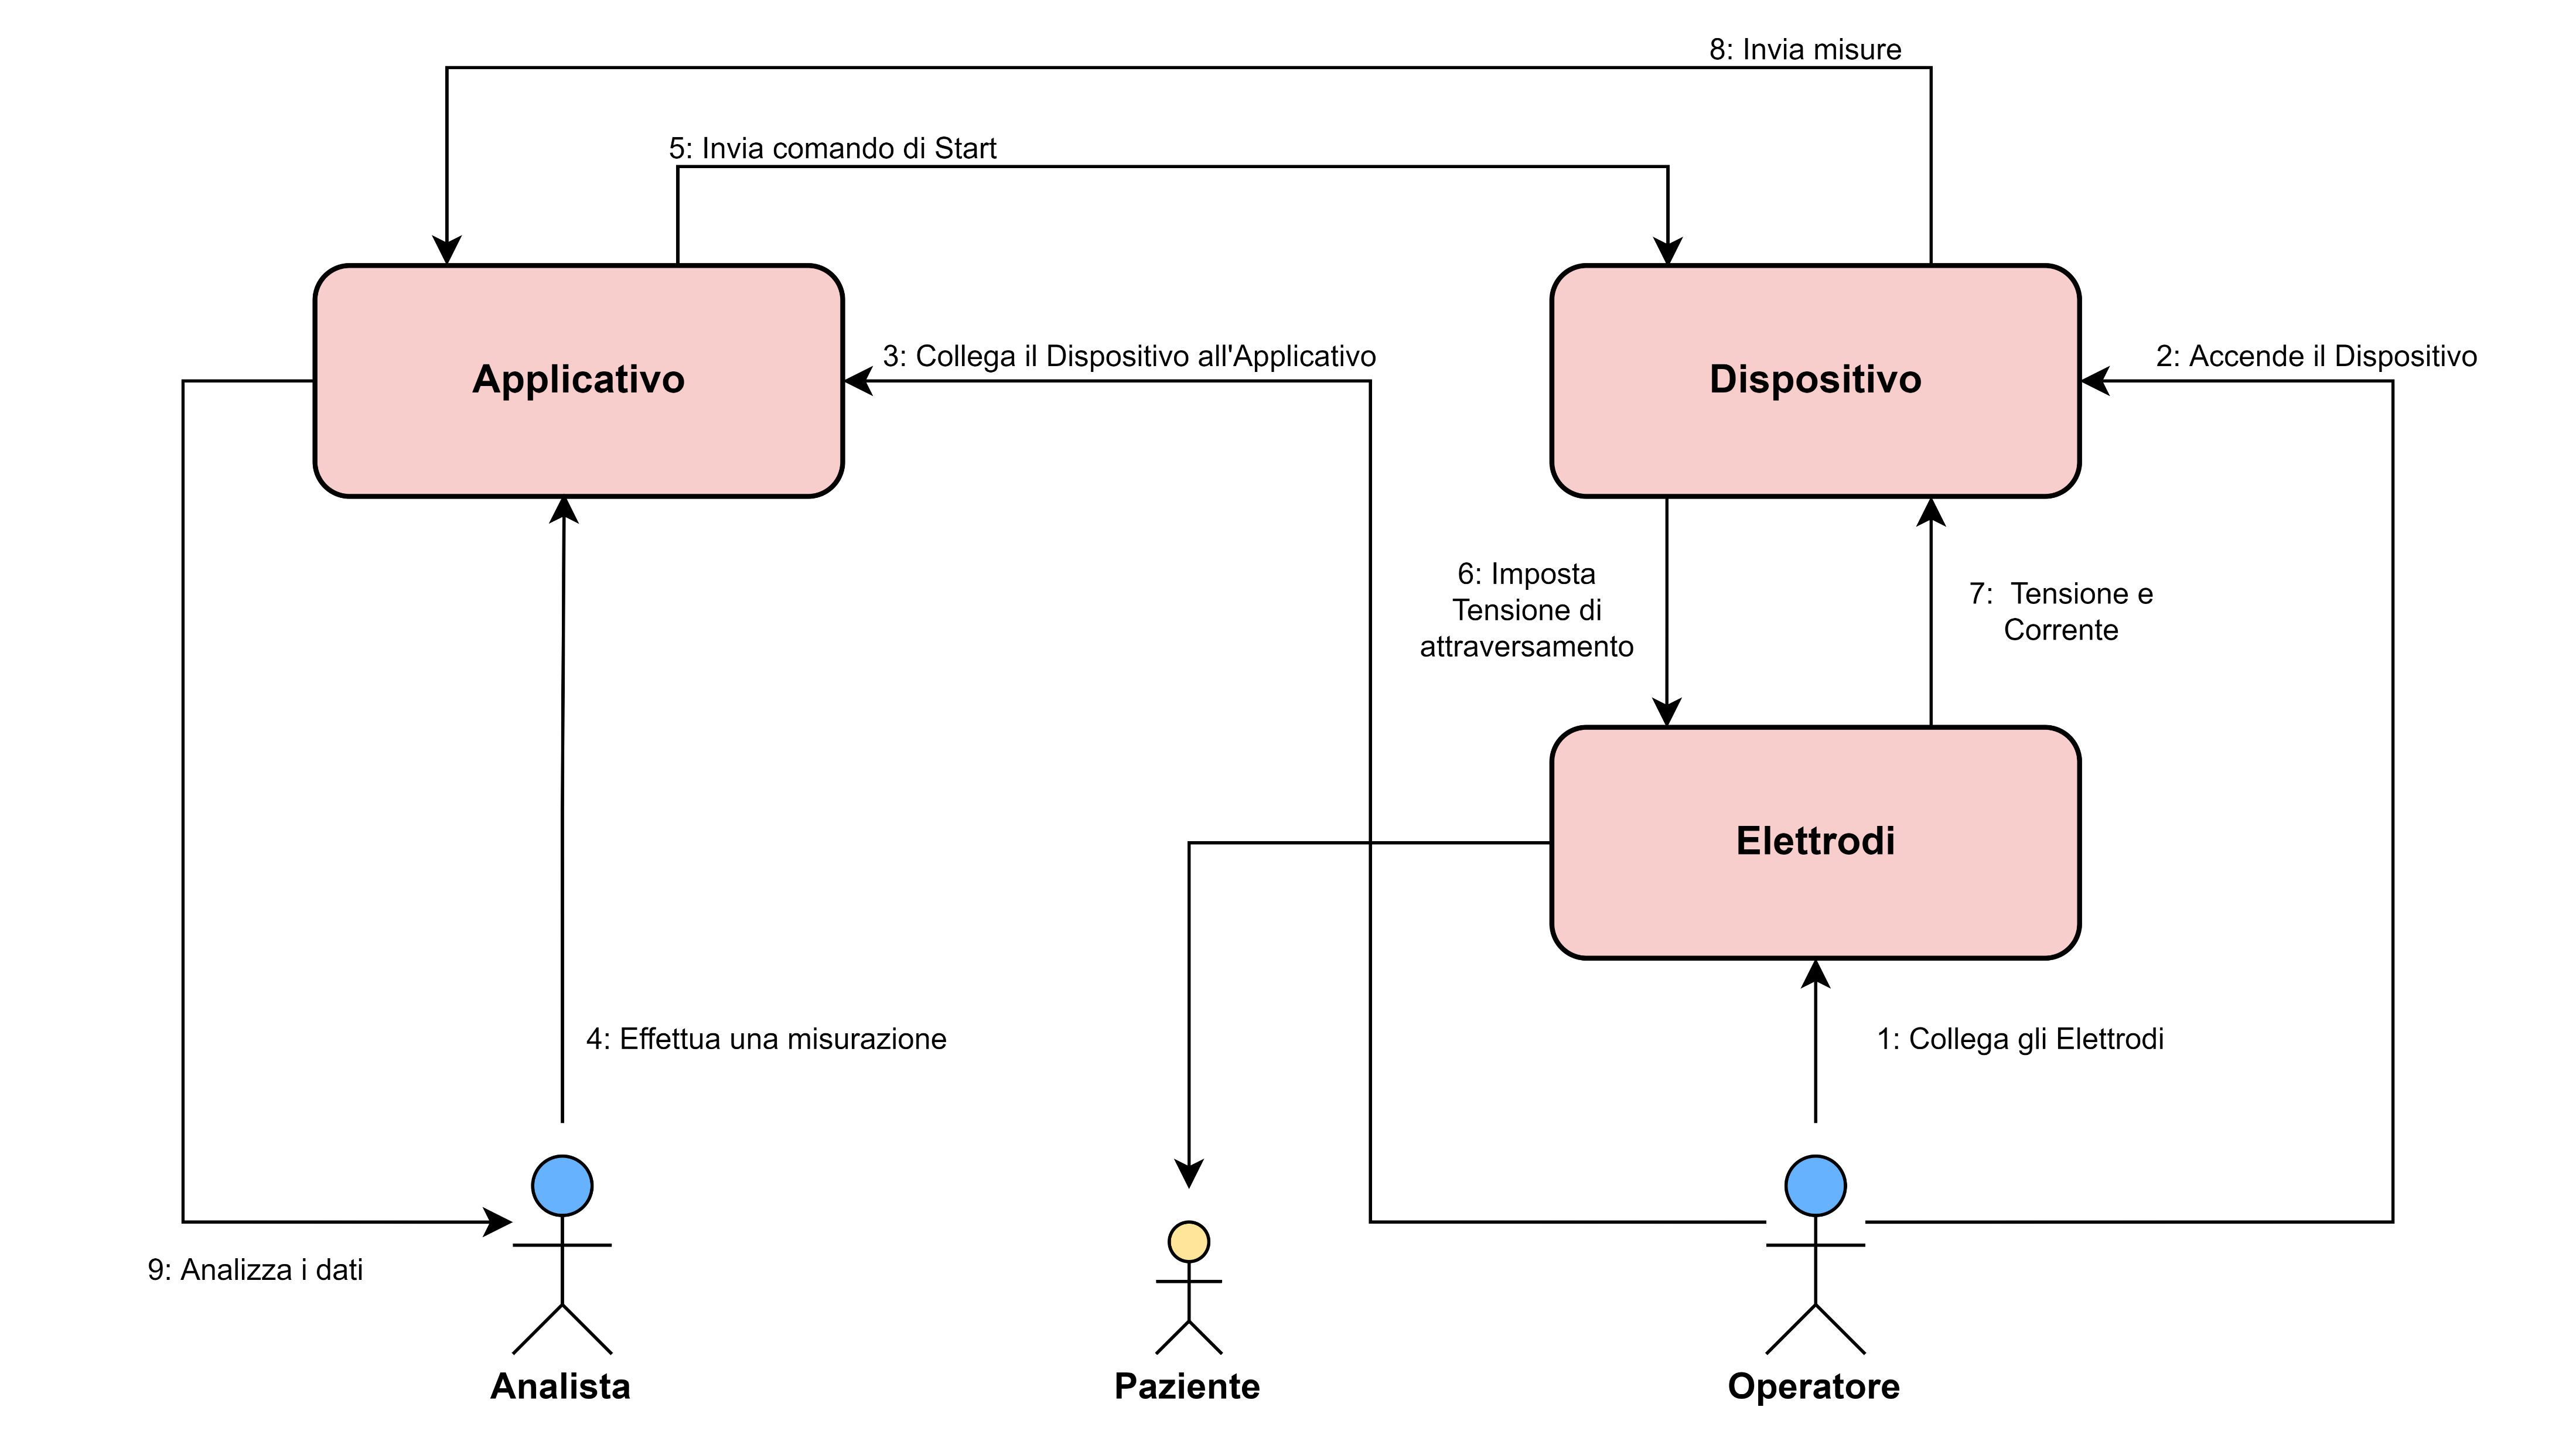 8: Invia misure
5: Invia comando di Start
3: Collega il Dispositivo all'Applicativo
2: Accende il Dispositivo
Applicativo
Dispositivo
6: Imposta
Tensione di
attraversamento
7:  Tensione e
Corrente
Elettrodi
4: Effettua una misurazione
1: Collega gli Elettrodi
9: Analizza i dati
Analista
Paziente
Operatore